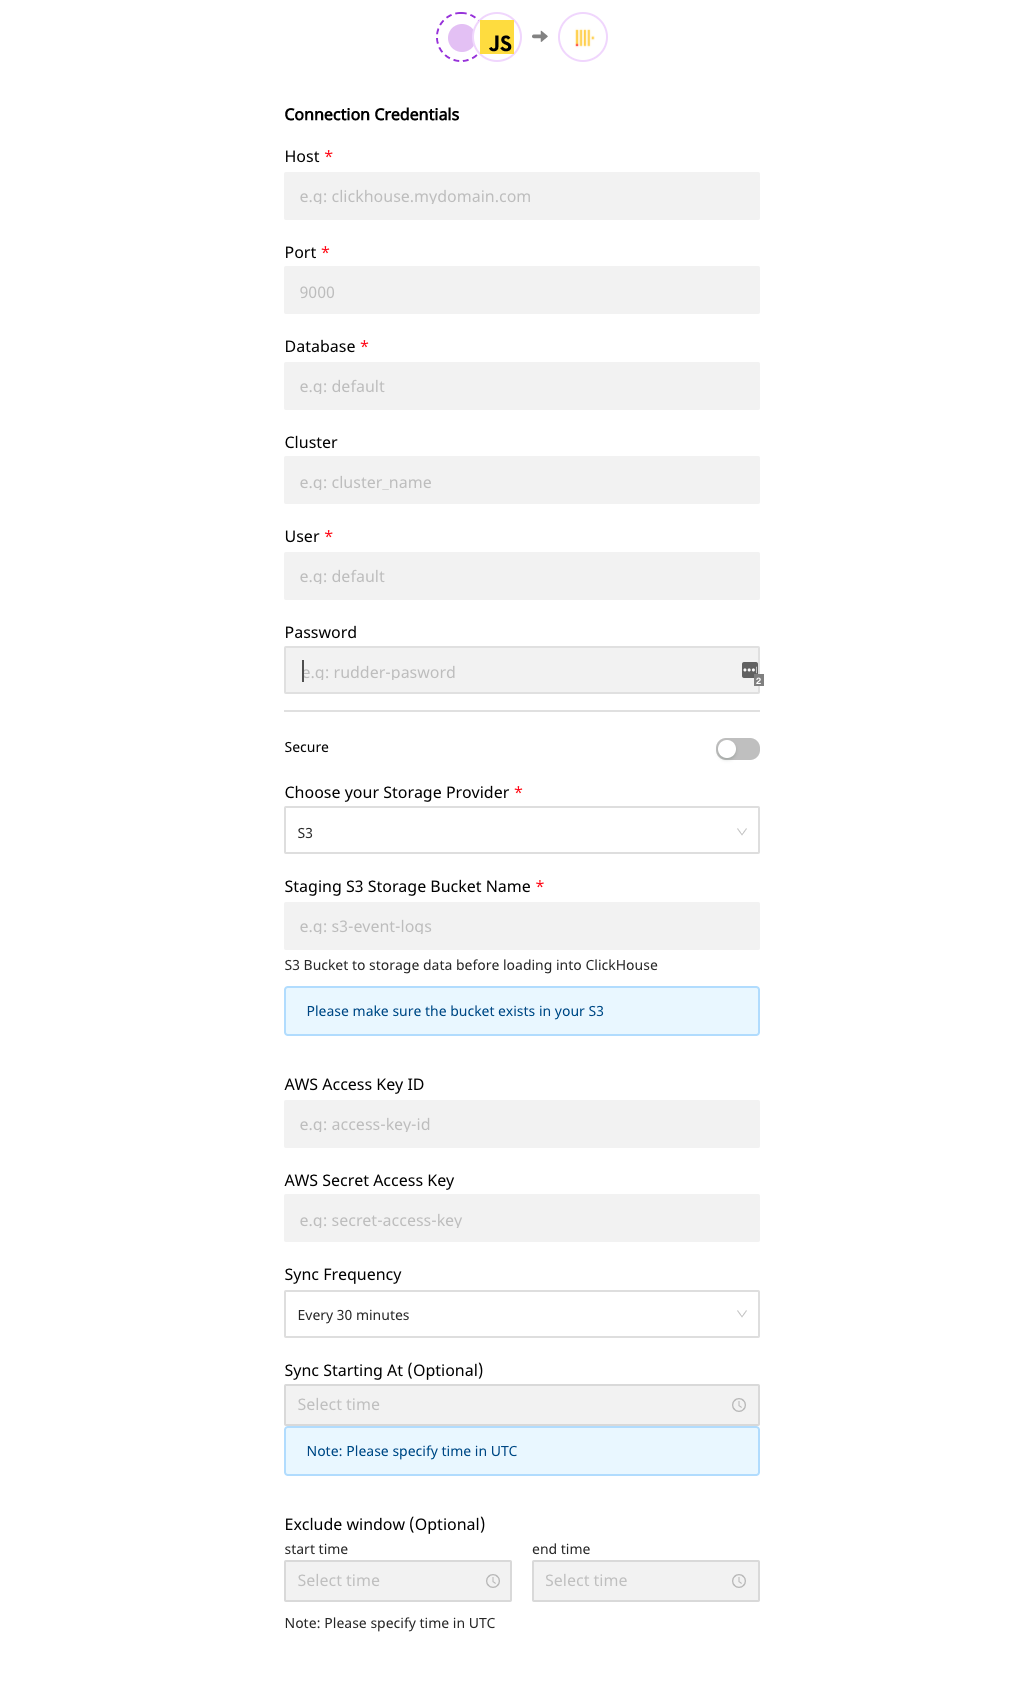 JS
Connection Credentials
Host *
e.g: clickhouse.mydomain.com
Port *
9000
Database *
e.g: default
Cluster
e.g: cluster_name
User *
e.g: default
Password
e.g: rudder-pasword
2
Secure
Choose your Storage Provider *
S3
Staging S3 Storage Bucket Name *
e.g: s3-event-logs
S3 Bucket to storage data before loading into ClickHouse
Please make sure the bucket exists in your S3
AWS Access Key ID
e.g: access-key-id
AWS Secret Access Key
e.g: secret-access-key
Sync Frequency
Every 30 minutes
Sync Starting At (Optional)
Select time
Note: Please specify time in UTC
Exclude window (Optional)
start time end time
Select time Select time
Note: Please specify time in UTC